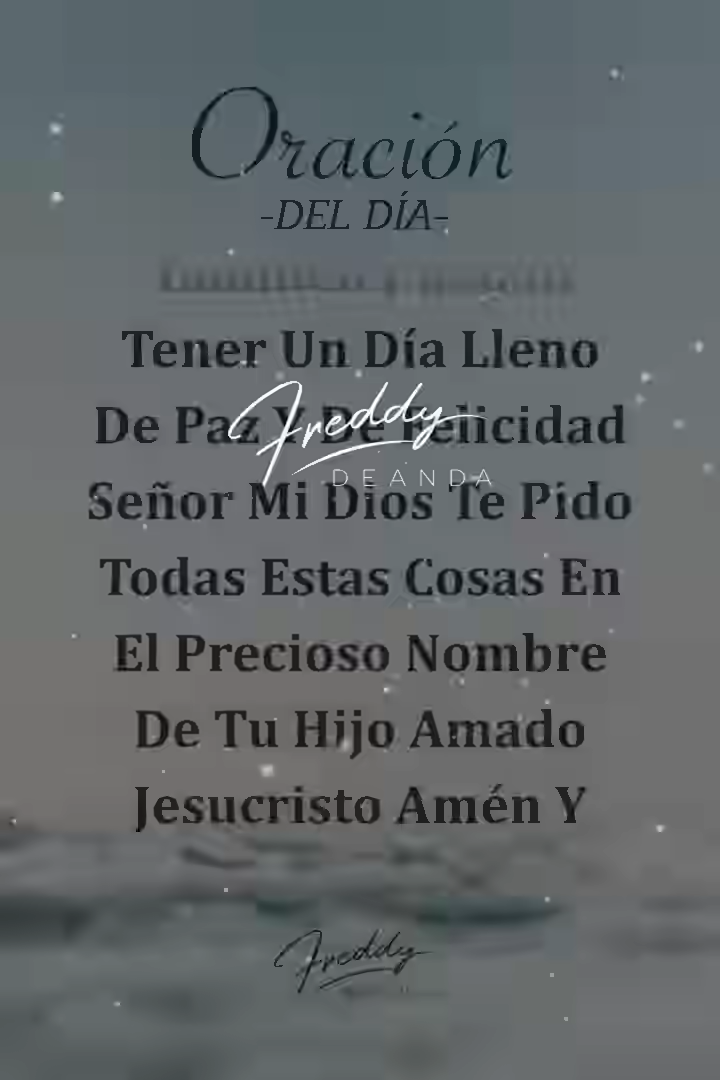 Oración
-DEL DÍA-
Tener Un Día Lleno
De Paz Y De Felicidad
Freddy
DEANDA
Señor Mi Dios Te Pido
Todas Estas Cosas En
El Precioso Nombre
De Tu Hijo Amado
Jesucristo Amén Y
Freddy